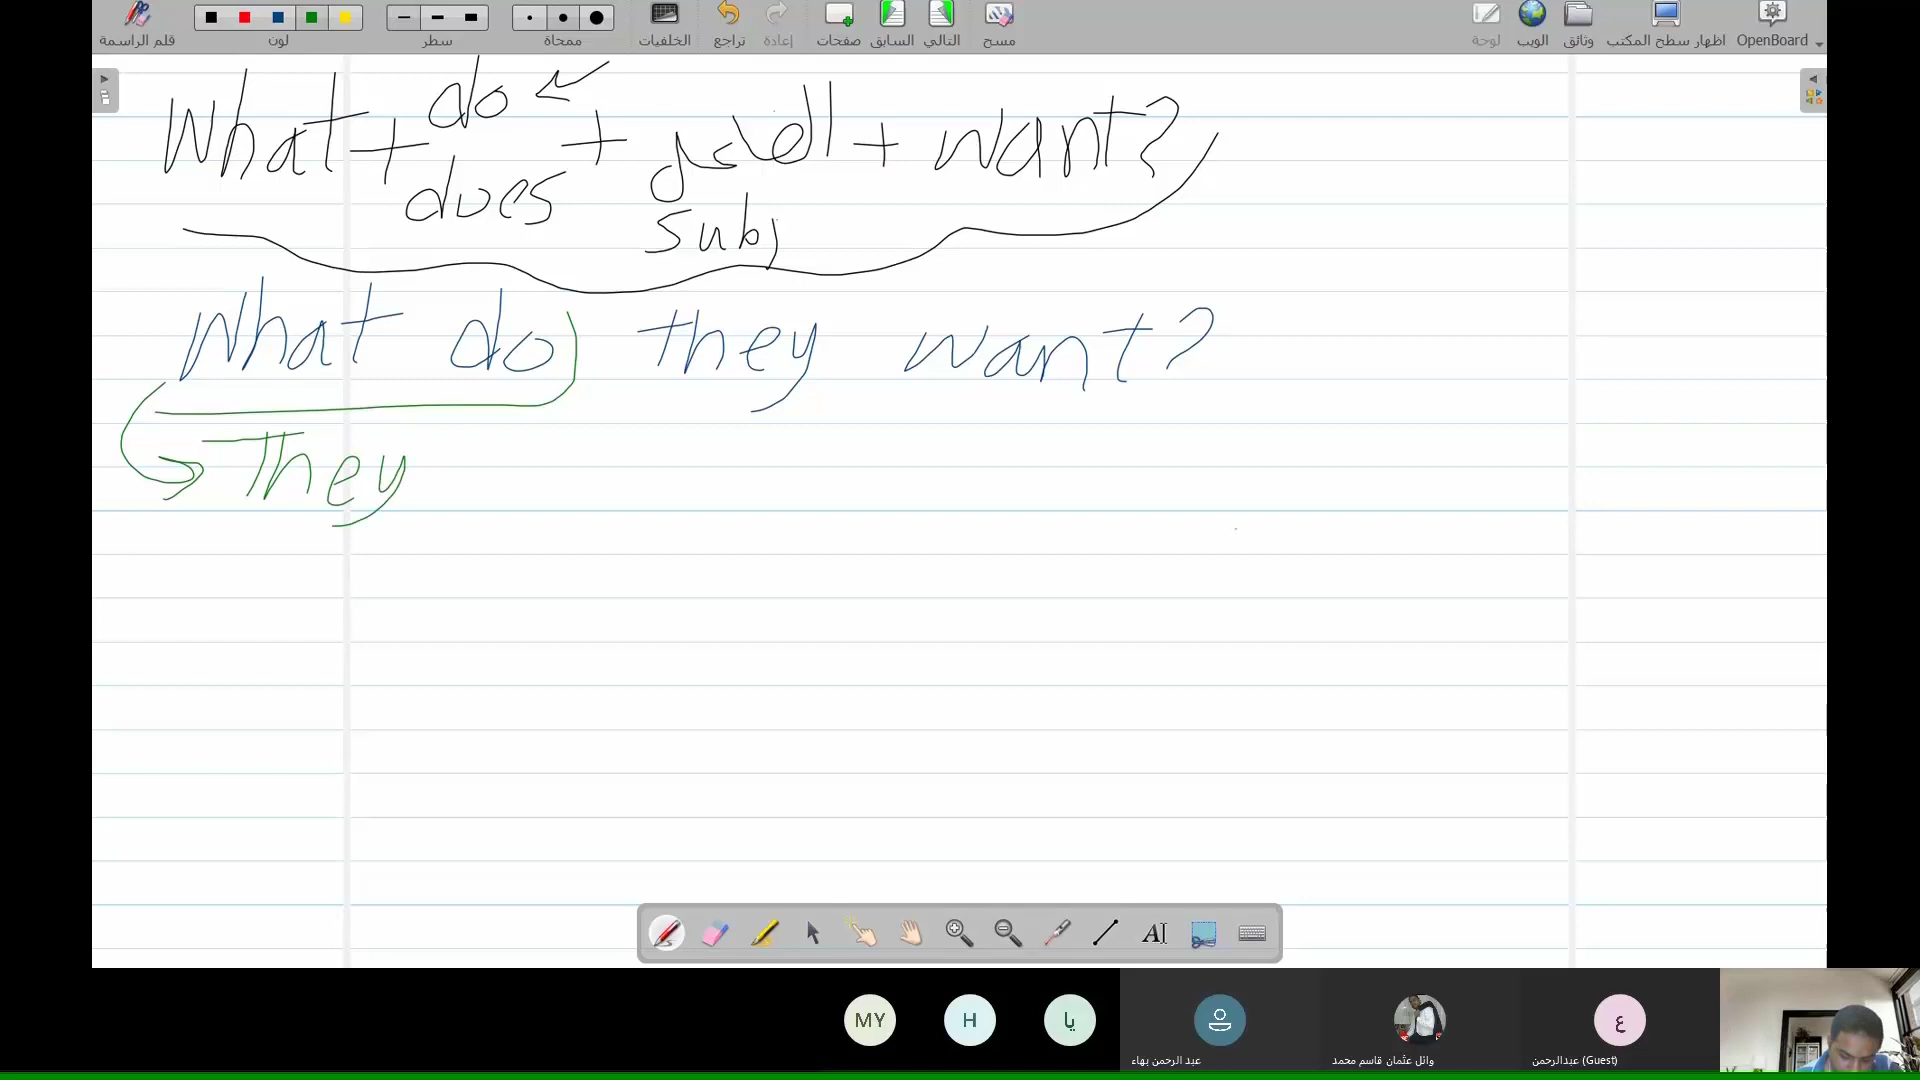 قلم الراسمة لون سطر ممحاة الخلفيات تراجع إعادة صفحات السابق التالي مسح لوحة الويب وثائق اظهار سطح المكتب OpenBoard
What + do + الفاعل + want?
does subj
What do they want?
They
MY H يا ع
عبد الرحمن بهاء وائل عثمان قاسم محمد عبدالرحمن (Guest)